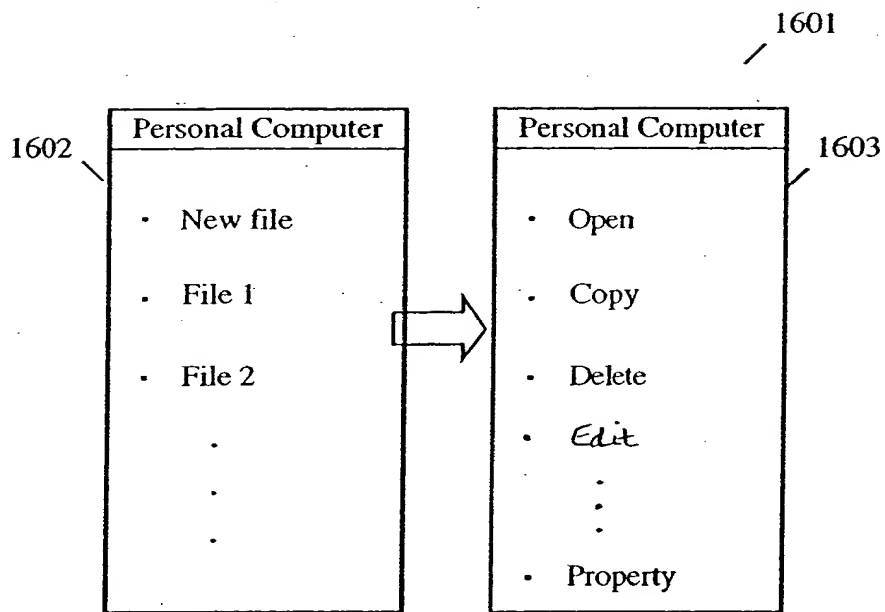 1601
Personal Computer
1602
· New file
· File 1
· File 2
.
.
.
Personal Computer
1603
· Open
· Copy
· Delete
· Edit
.
.
.
· Property